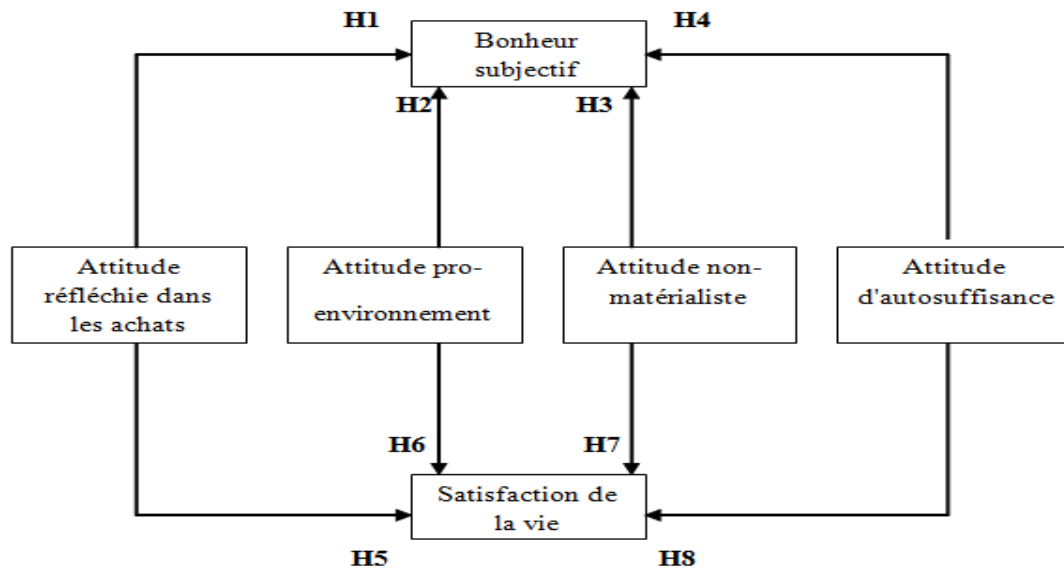 H1
H4
Bonheur
subjectif
H2
H3
Attitude
réfléchie dans
les achats
Attitude pro-
environnement
Attitude non-
matérialiste
Attitude
d'autosuffisance
H6
H7
Satisfaction de
la vie
H5
H8